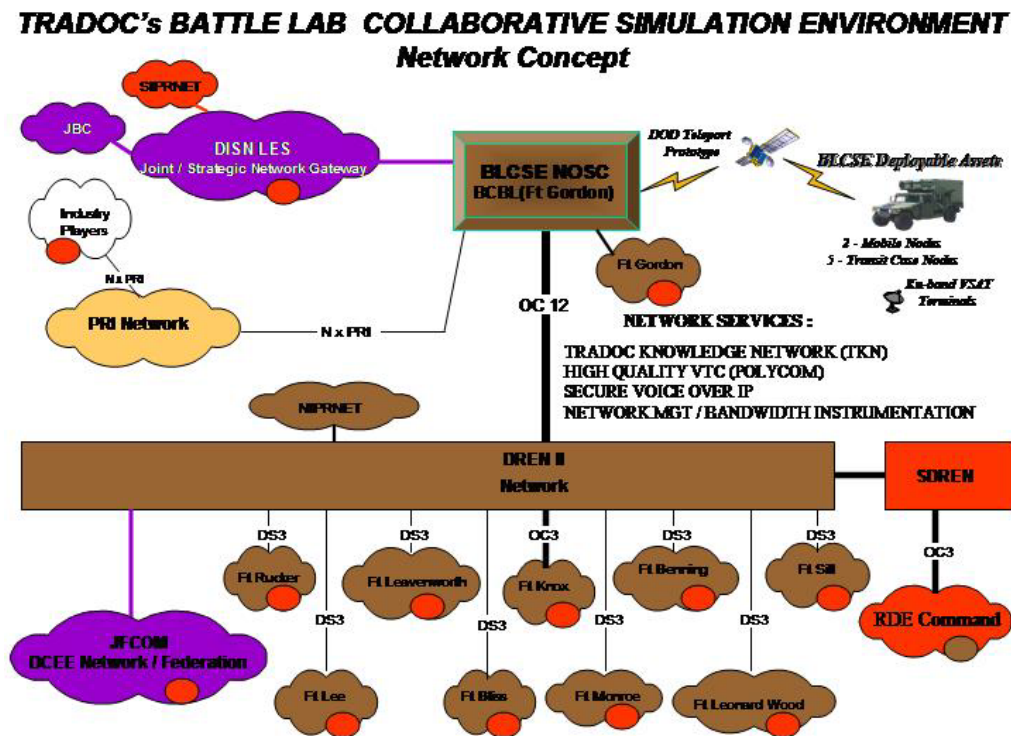 TRADOC's BATTLE LAB COLLABORATIVE SIMULATION ENVIRONMENT
Network Concept
SIPRNET
JBC
DISN LES
Joint / Strategic Network Gateway
BLCSE NOSC
BCBL(Ft Gordon)
DOD Teleport
Prototype
BLCSE Deployable Assets
2 - Mobile Nodes
5 - Transit Case Nodes
Ku-band VSAT
Terminals
Industry
Players
N x PRI
PRI Network
N x PRI
Ft Gordon
OC 12
NETWORK SERVICES :
TRADOC KNOWLEDGE NETWORK (TKN)
HIGH QUALITY VTC (POLYCOM)
SECURE VOICE OVER IP
NETWORK MGT / BANDWIDTH INSTRUMENTATION
NIPRNET
DREN II
Network
SDREN
DS3
DS3
OC3
DS3
DS3
OC3
Ft Rucker
Ft Leavenworth
Ft Knox
Ft Benning
Ft Sill
RDE Command
DS3
DS3
DS3
DS3
JFCOM
DCEE Network / Federation
Ft Lee
Ft Bliss
Ft Monroe
Ft Leonard Wood